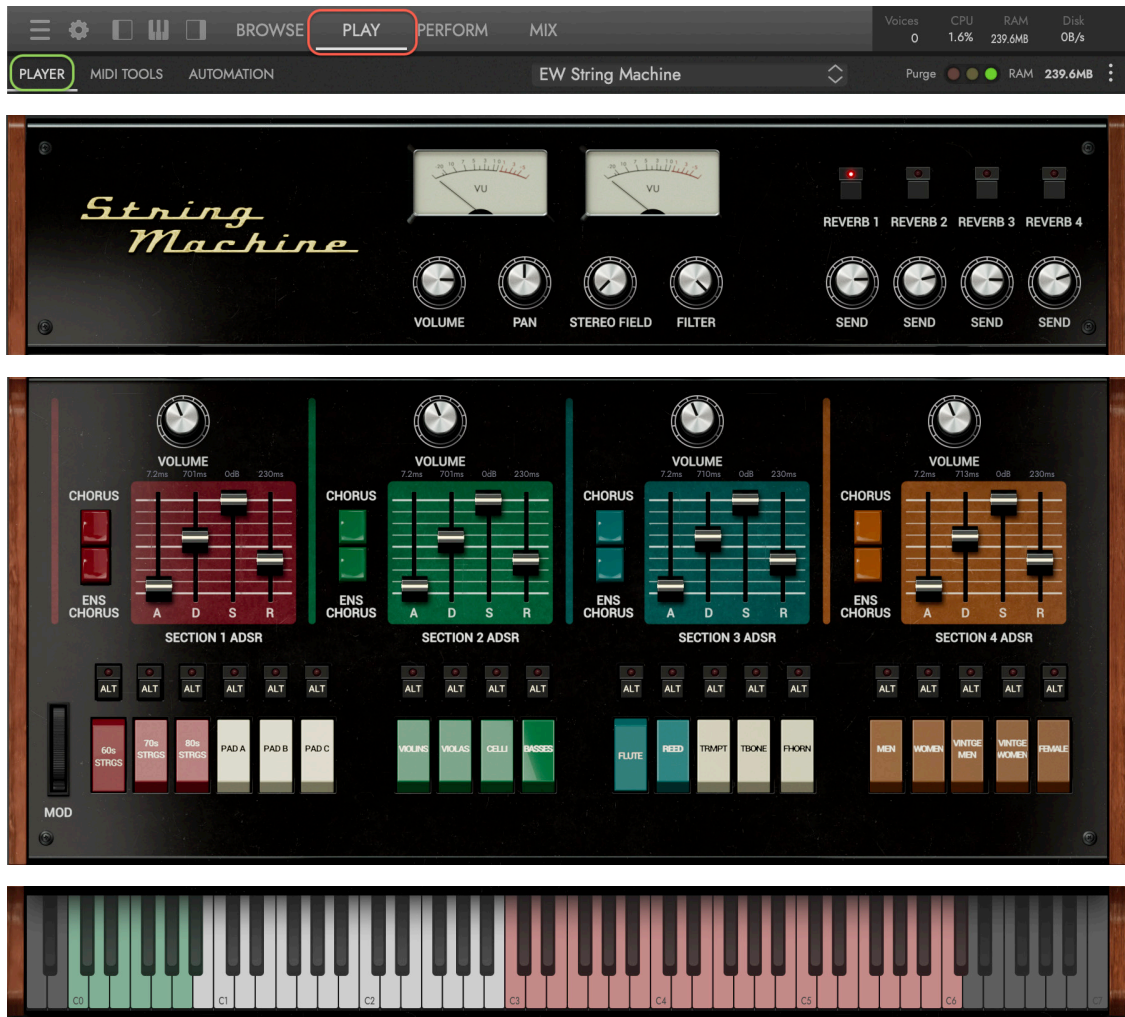 Voices CPU RAM Disk
BROWSE PLAY PERFORM MIX
0 1.6% 239.6MB 0B/s
PLAYER MIDI TOOLS AUTOMATION EW String Machine Purge RAM 239.6MB
VU VU
String
Machine
REVERB 1 REVERB 2 REVERB 3 REVERB 4
VOLUME PAN STEREO FIELD FILTER SEND SEND SEND SEND
VOLUME VOLUME VOLUME VOLUME
7.2ms 701ms 0dB 230ms 7.2ms 701ms 0dB 230ms 7.2ms 710ms 0dB 230ms 7.2ms 713ms 0dB 230ms
CHORUS CHORUS CHORUS CHORUS
ENS ENS ENS ENS
CHORUS A D S R CHORUS A D S R CHORUS A D S R CHORUS A D S R
SECTION 1 ADSR SECTION 2 ADSR SECTION 3 ADSR SECTION 4 ADSR
ALT ALT ALT ALT ALT ALT ALT ALT ALT ALT ALT ALT ALT ALT ALT ALT ALT ALT ALT ALT
60s STRGS 70s STRGS 80s STRGS PAD A PAD B PAD C VIOLINS VIOLAS CELLI BASSES FLUTE REED TRMPT TBONE FHORN MEN WOMEN VINTGE MEN VINTGE WOMEN FEMALE
MOD
C0 C1 C2 C3 C4 C5 C6 C7